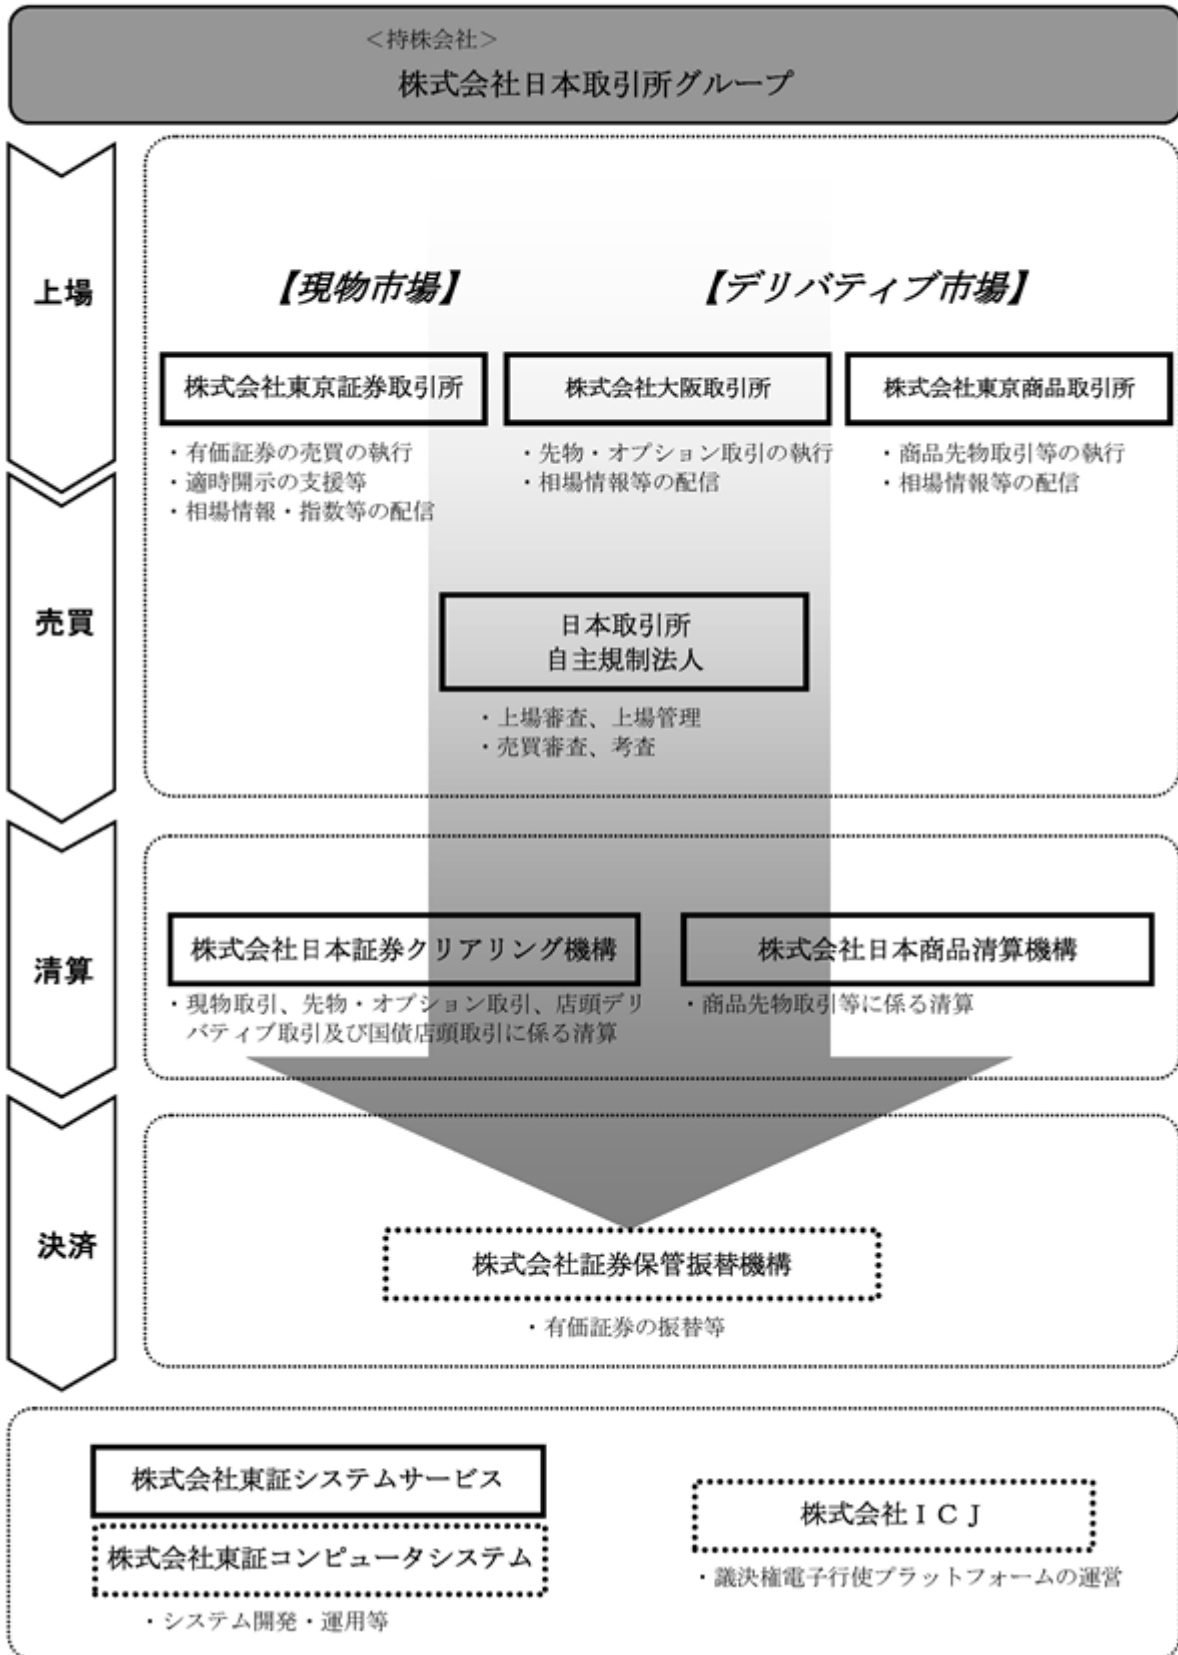 ＜持株会社＞
株式会社日本取引所グループ
上場
【現物市場】
【デリバティブ市場】
株式会社東京証券取引所
・有価証券の売買の執行
・適時開示の支援等
・相場情報・指数等の配信
株式会社大阪取引所
・先物・オプション取引の執行
・相場情報等の配信
株式会社東京商品取引所
・商品先物取引等の執行
・相場情報等の配信
売買
日本取引所
自主規制法人
・上場審査、上場管理
・売買審査、考査
清算
株式会社日本証券クリアリング機構
・現物取引、先物・オプション取引、店頭デリ
バティブ取引及び国債店頭取引に係る清算
株式会社日本商品清算機構
・商品先物取引等に係る清算
決済
株式会社証券保管振替機構
・有価証券の振替等
株式会社東証システムサービス
株式会社東証コンピュータシステム
・システム開発・運用等
株式会社ＩＣＪ
・議決権電子行使プラットフォームの運営